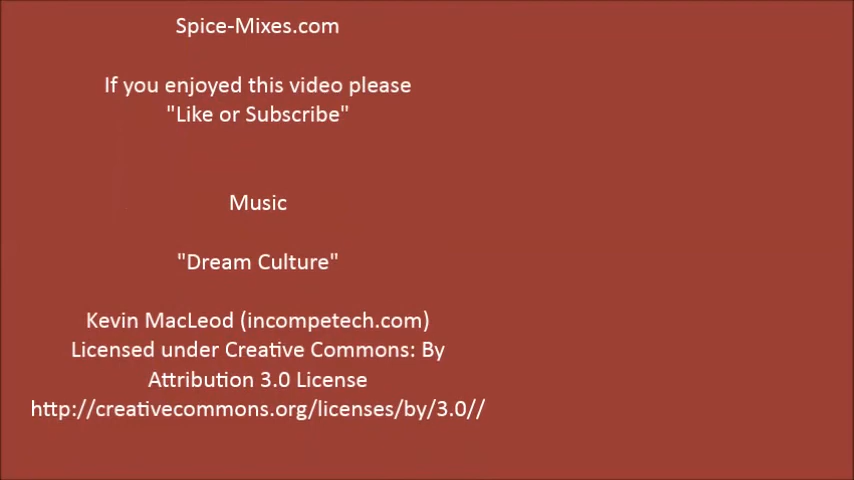 Spice-Mixes.com
If you enjoyed this video please
"Like or Subscribe"
Music
"Dream Culture"
Kevin MacLeod (incompetech.com)
Licensed under Creative Commons: By
Attribution 3.0 License
http://creativecommons.org/licenses/by/3.0//